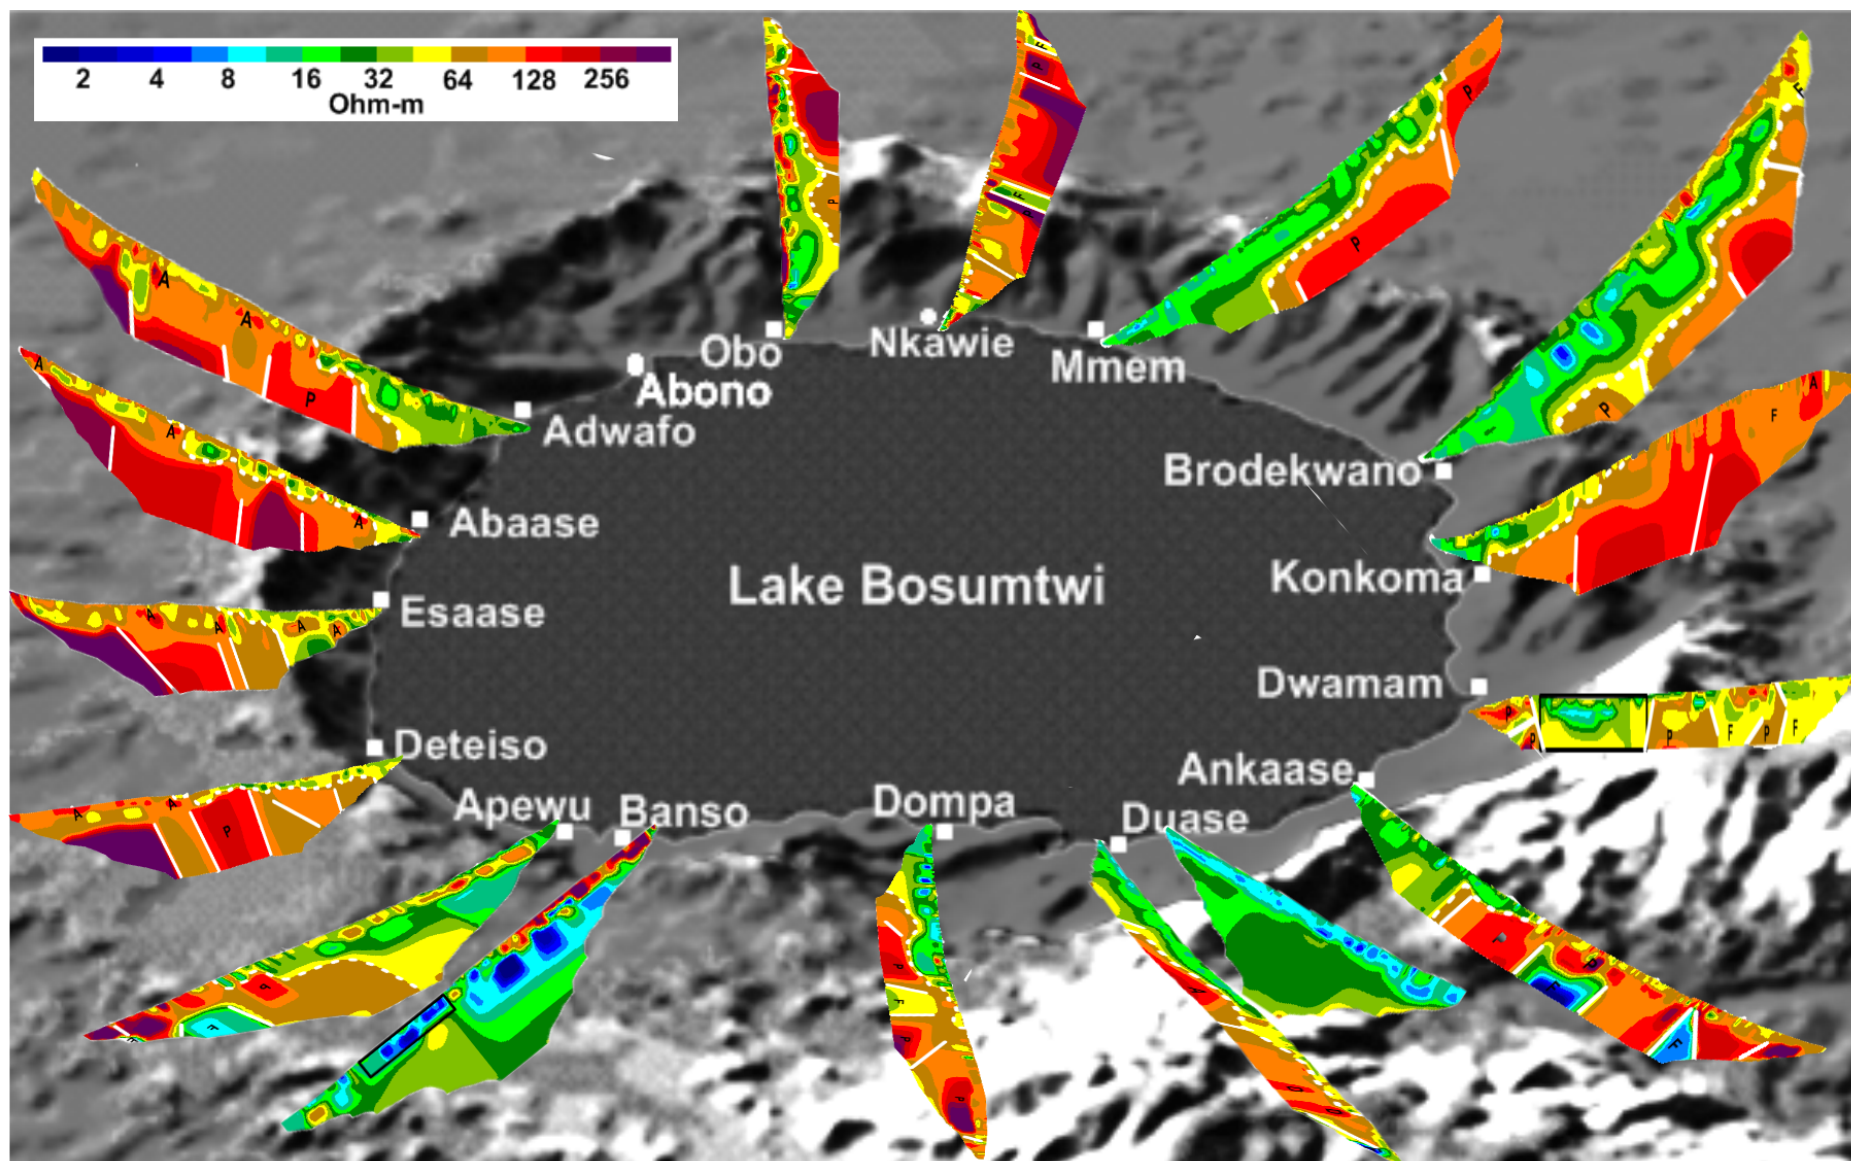 2 4 8 16 32 64 128 256
Ohm-m
F
P
P
F
A
F
P
F
P
P
A
A
P
Obo
Nkawie
Mmem
Abono
Adwafo
A
A
A
Brodekwano
P
A
F
Abaase
Lake Bosumtwi
Konkoma
Esaase
A
A
A
A
Dwamam
P
P
P
F
P
F
Deteiso
Ankaase
A
A
P
Apewu
Banso
Dompa
Duase
P
F
F
P
F
P
P
F
F